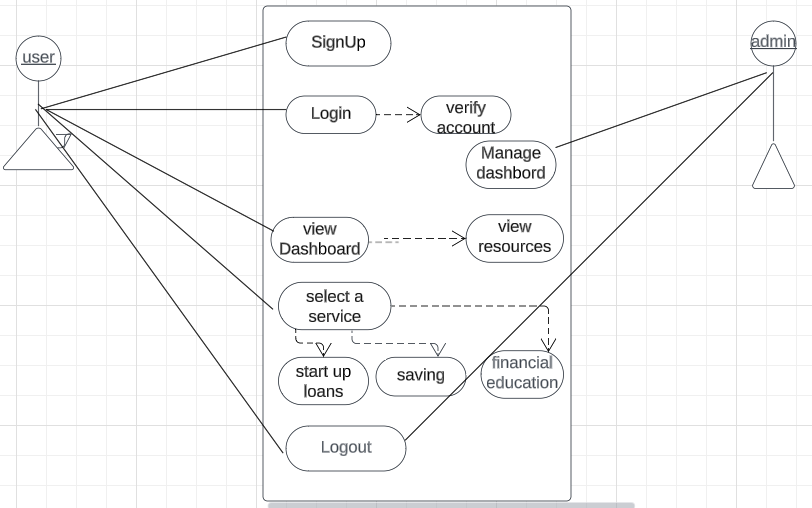 user
admin
SignUp
Login
verify
account
Manage
dashbord
view
Dashboard
view
resources
select a
service
start up
loans
saving
financial
education
Logout